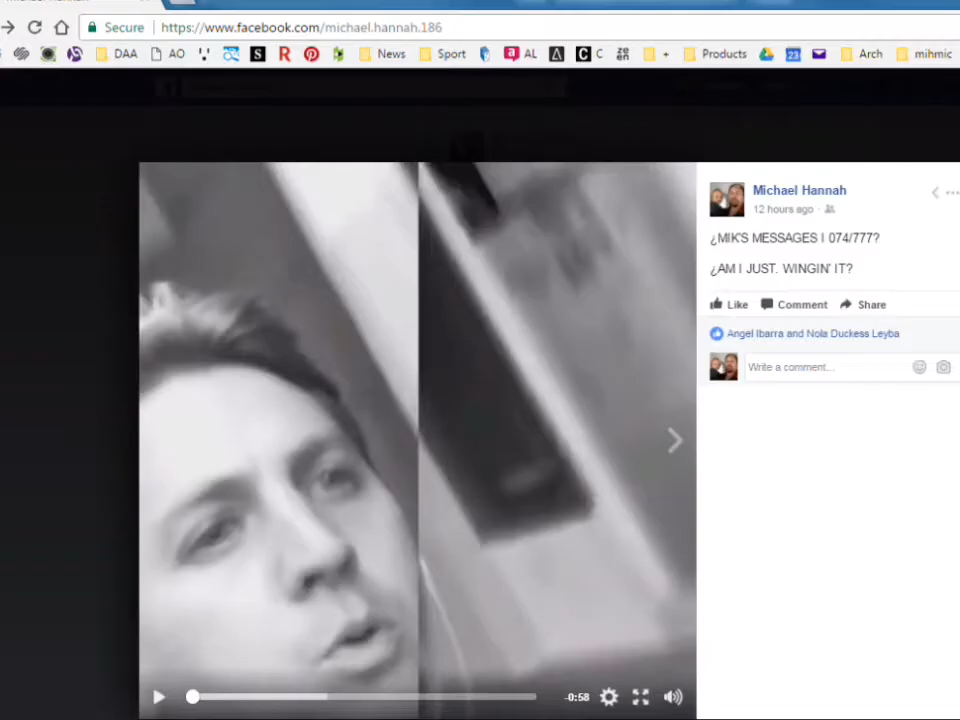 Secure | https://www.facebook.com/michael.hannah.186
DAA AO S R AL C C News Sport + Products 23 Arch mihmic
Michael Hannah
12 hours ago ·
¿MIK'S MESSAGES | 074/777?
¿AM I JUST. WINGIN' IT?
Like Comment Share
Angel Ibarra and Nola Duckess Leyba
Write a comment...
-0:58